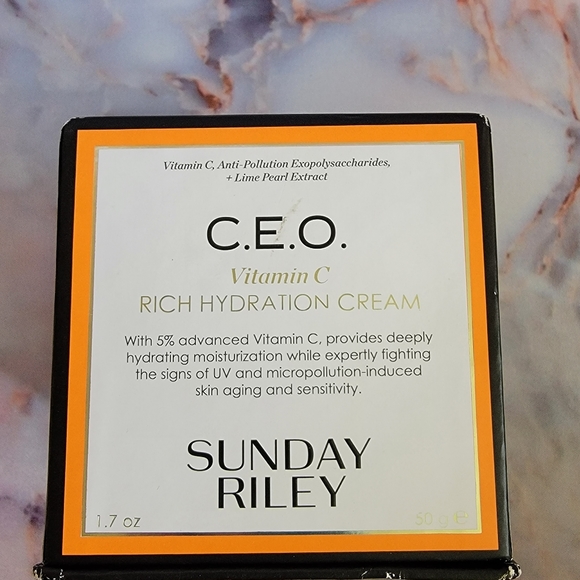 Vitamin C, Anti-Pollution Exopolysaccharides,
+ Lime Pearl Extract
C.E.O.
Vitamin C
RICH HYDRATION CREAM
With 5% advanced Vitamin C, provides deeply
hydrating moisturization while expertly fighting
the signs of UV and micropollution-induced
skin aging and sensitivity.
SUNDAY
RILEY
1.7 oz 50 g ℮